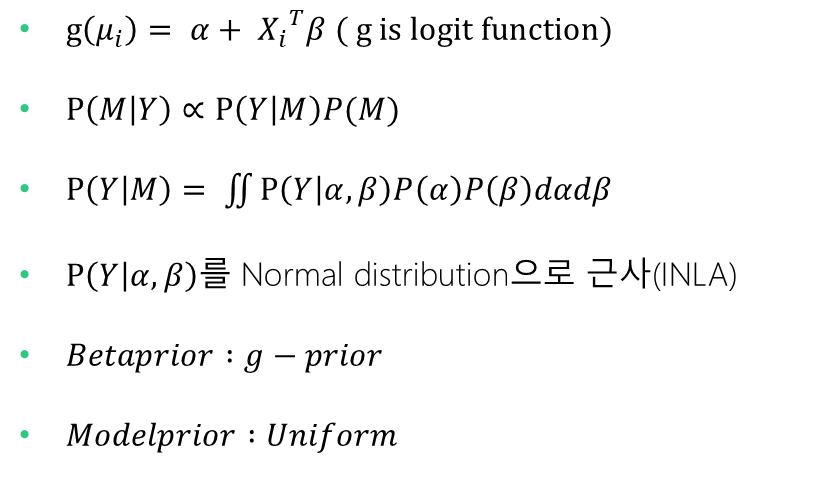 • g(μᵢ) = α + Xᵢᵀβ ( g is logit function)
• P(M|Y) ∝ P(Y|M)P(M)
• P(Y|M) = ∬ P(Y|α, β)P(α)P(β)dαdβ
• P(Y|α, β)를 Normal distribution으로 근사(INLA)
• Betaprior : g − prior
• Modelprior : Uniform